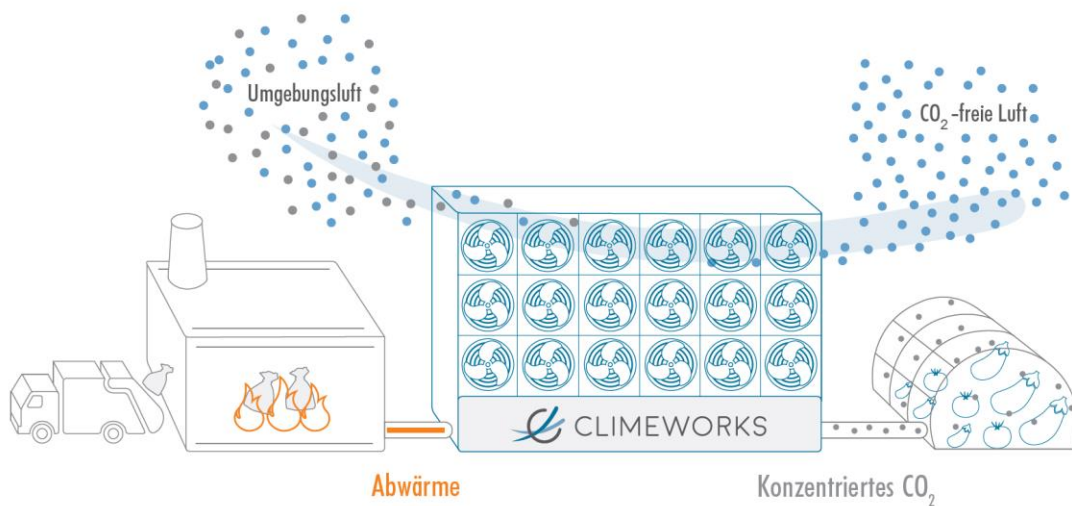 Umgebungsluft
CO₂-freie Luft
CLIMEWORKS
Abwärme
Konzentriertes CO₂